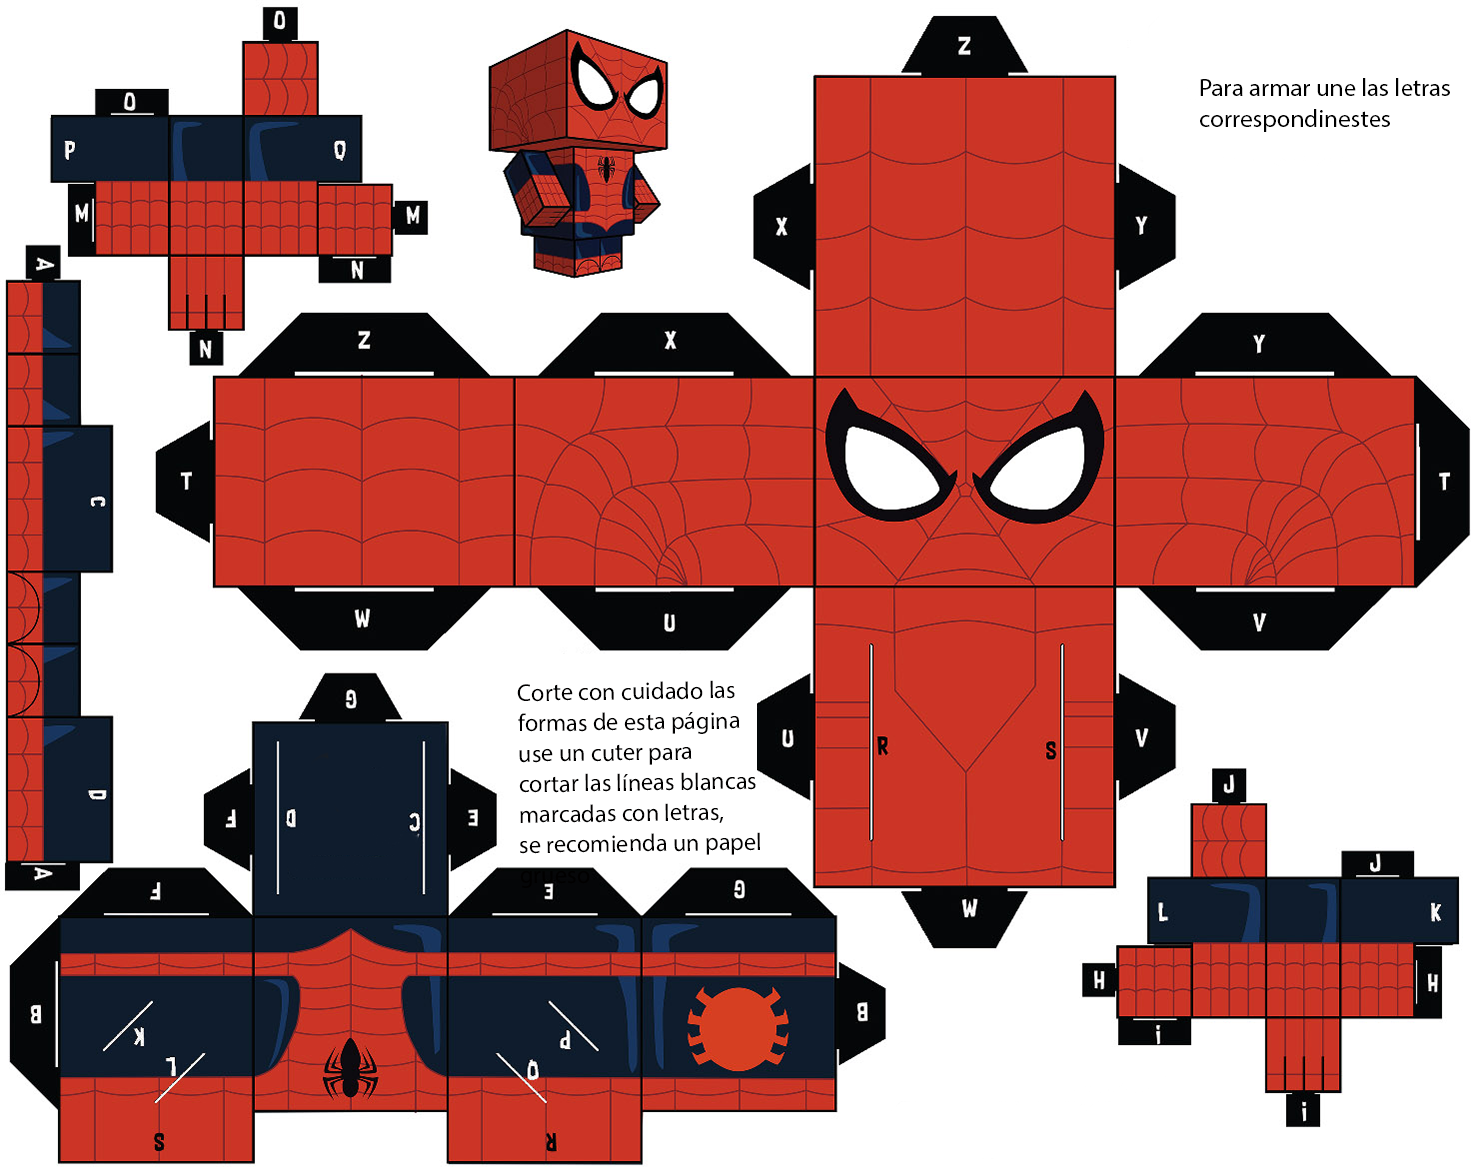 O
Z
Para armar une las letras
correspondinestes
O
P
Q
M
M
N
X
Y
A
N
Z
X
Y
C
T
T
W
U
V
Corte con cuidado las
formas de esta página
use un cuter para
cortar las líneas blancas
marcadas con letras,
se recomienda un papel
grueso
G
U
R
S
V
D
F
D
C
E
J
A
F
E
G
J
W
L
K
H
H
B
B
K
P
L
Q
i
i
S
R